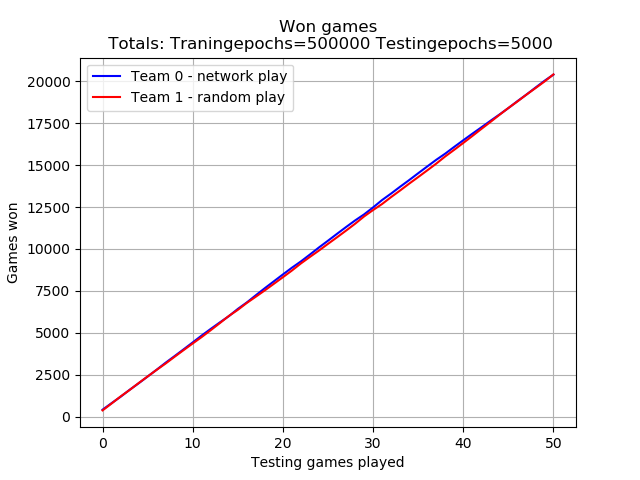 Won games
Totals: Traningepochs=500000 Testingepochs=5000
Team 0 - network play
Team 1 - random play
Games won
20000
17500
15000
12500
10000
7500
5000
2500
0
0 10 20 30 40 50
Testing games played